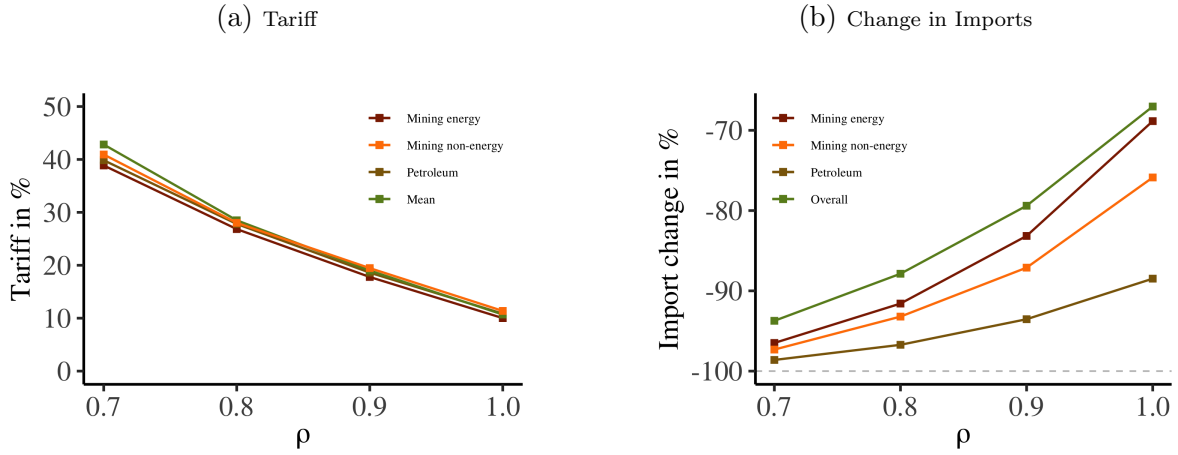 (a) Tariff
Tariff in %
50
40
30
20
10
0
0.7 0.8 0.9 1.0
ρ
Mining energy
Mining non-energy
Petroleum
Mean
(b) Change in Imports
Import change in %
-70
-80
-90
-100
0.7 0.8 0.9 1.0
ρ
Mining energy
Mining non-energy
Petroleum
Overall